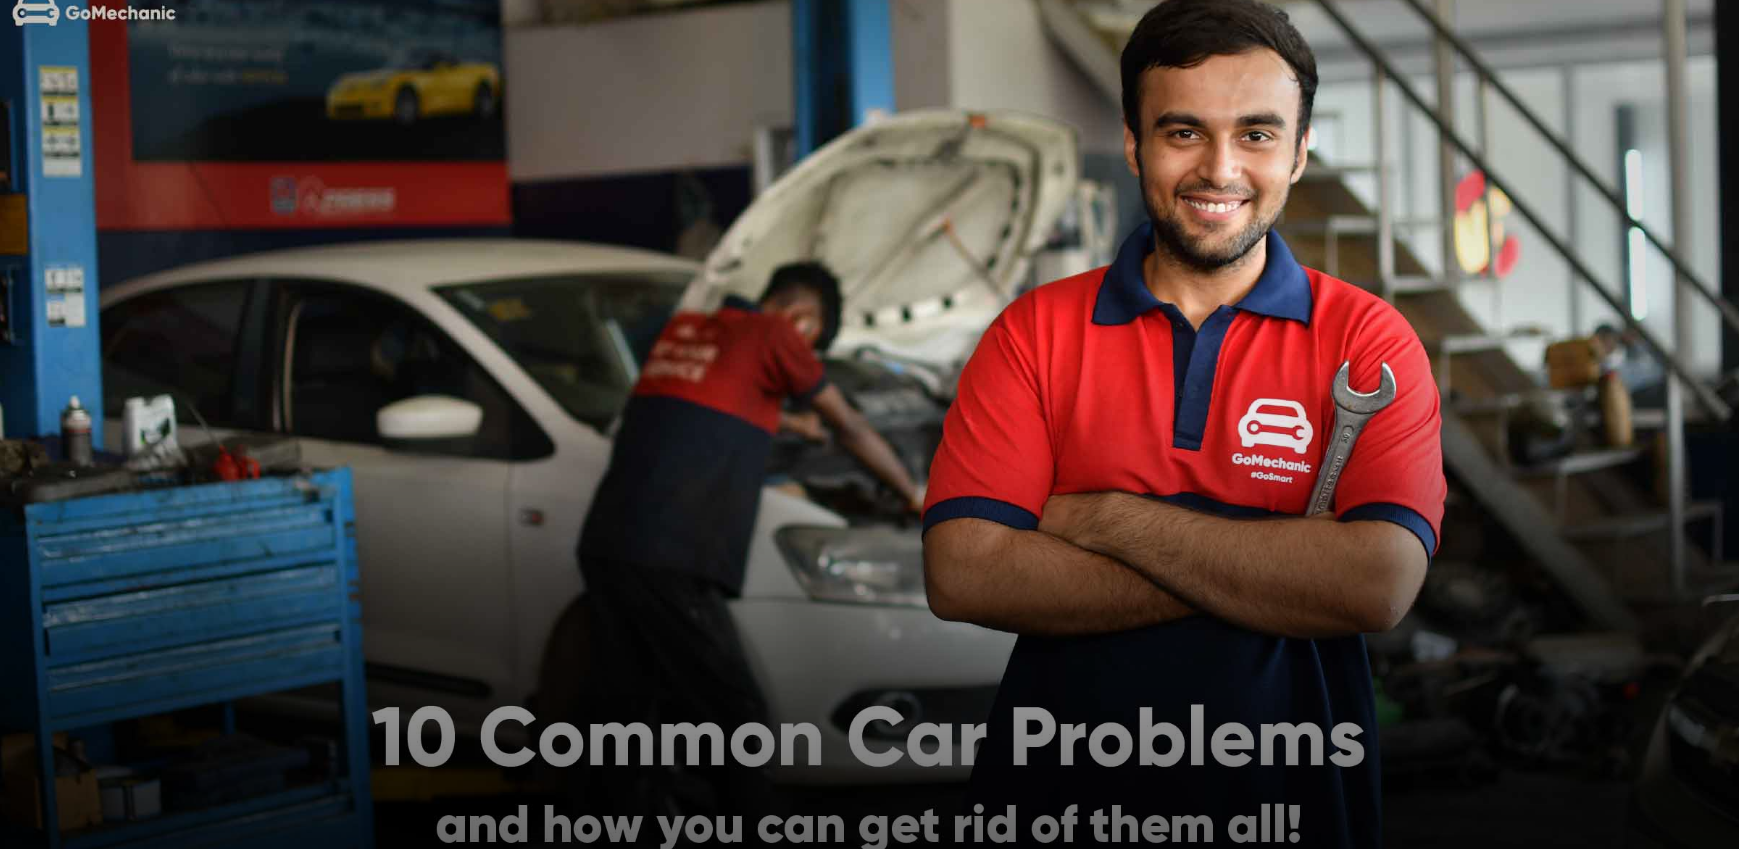 GoMechanic
GoMechanic
#GoSmart
10 Common Car Problems
and how you can get rid of them all!